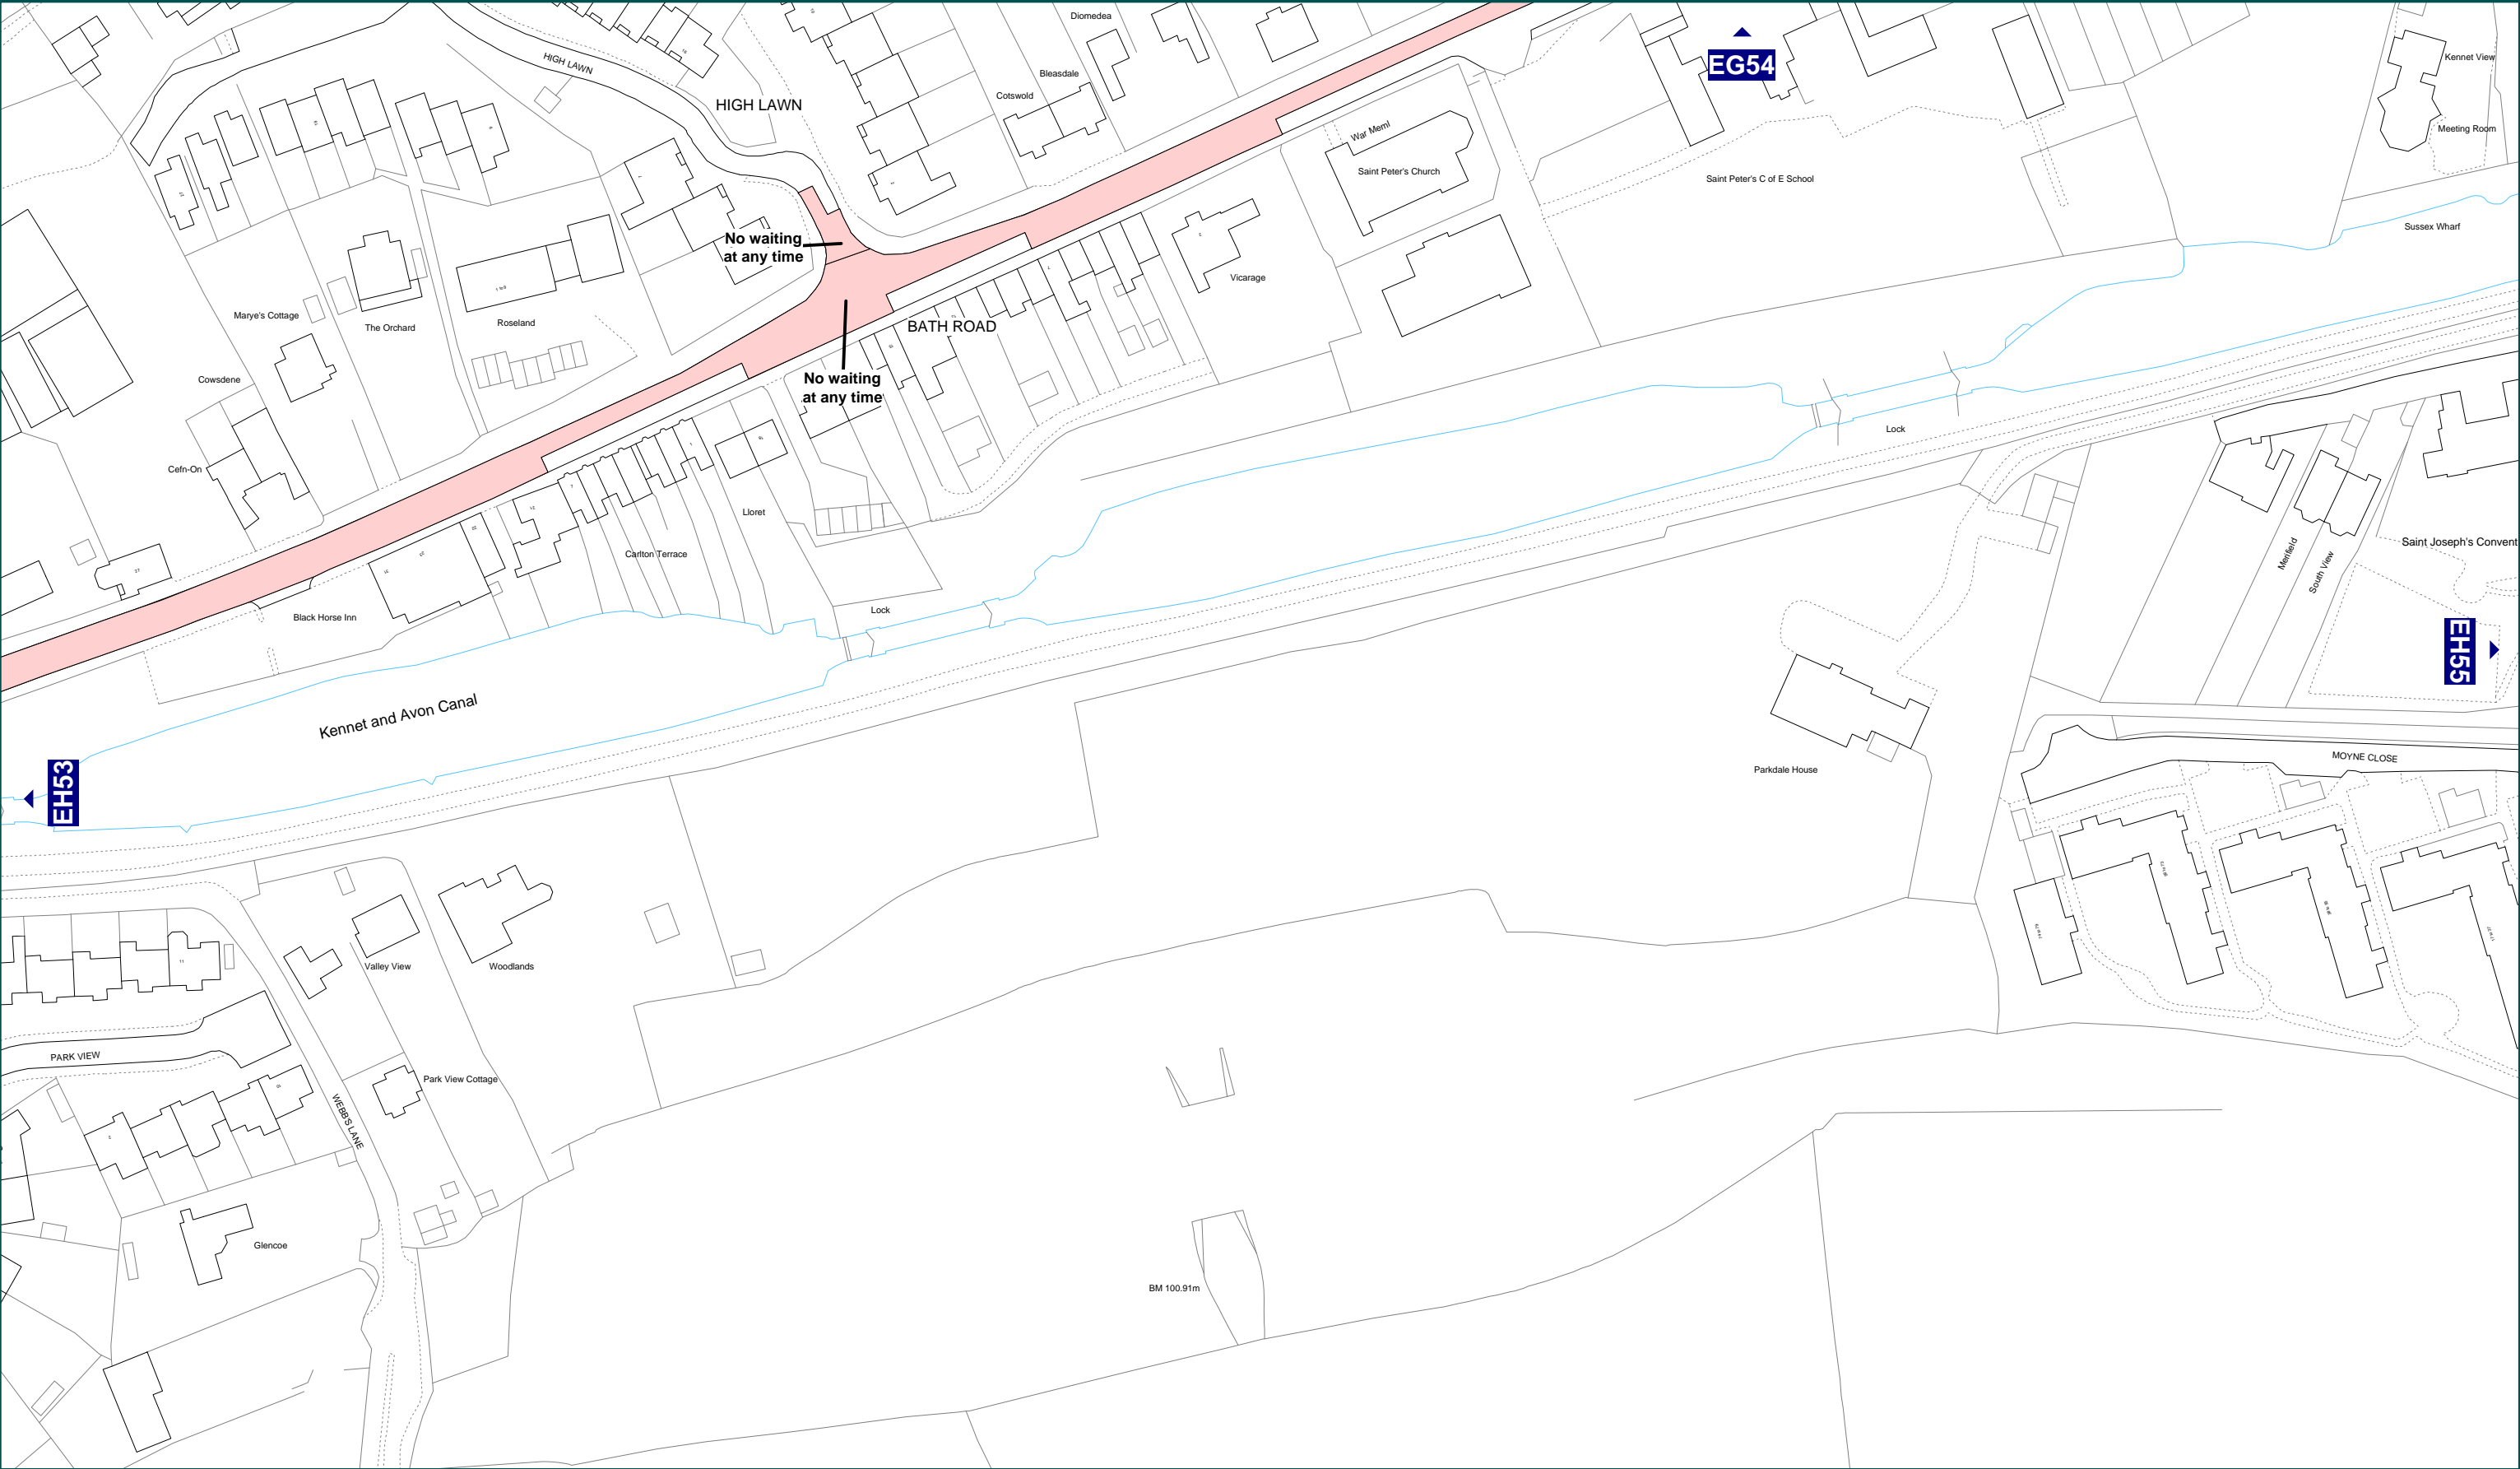 Diomedea
EG54
HIGH LAWN
Kennet View
Bleasdale
Cotswold
HIGH LAWN
War Meml
Meeting Room
Saint Peter's Church
Saint Peter's C of E School
Sussex Wharf
No waiting
at any time
Vicarage
Marye's Cottage
The Orchard
Roseland
BATH ROAD
Cowsdene
No waiting
at any time
Lock
Cefn-On
Lloret
Carlton Terrace
Saint Joseph's Convent
Merifield
South View
Black Horse Inn
Lock
EH55
Kennet and Avon Canal
EH53
Parkdale House
MOYNE CLOSE
Valley View
Woodlands
PARK VIEW
Park View Cottage
WEBB'S LANE
Glencoe
BM 100.91m